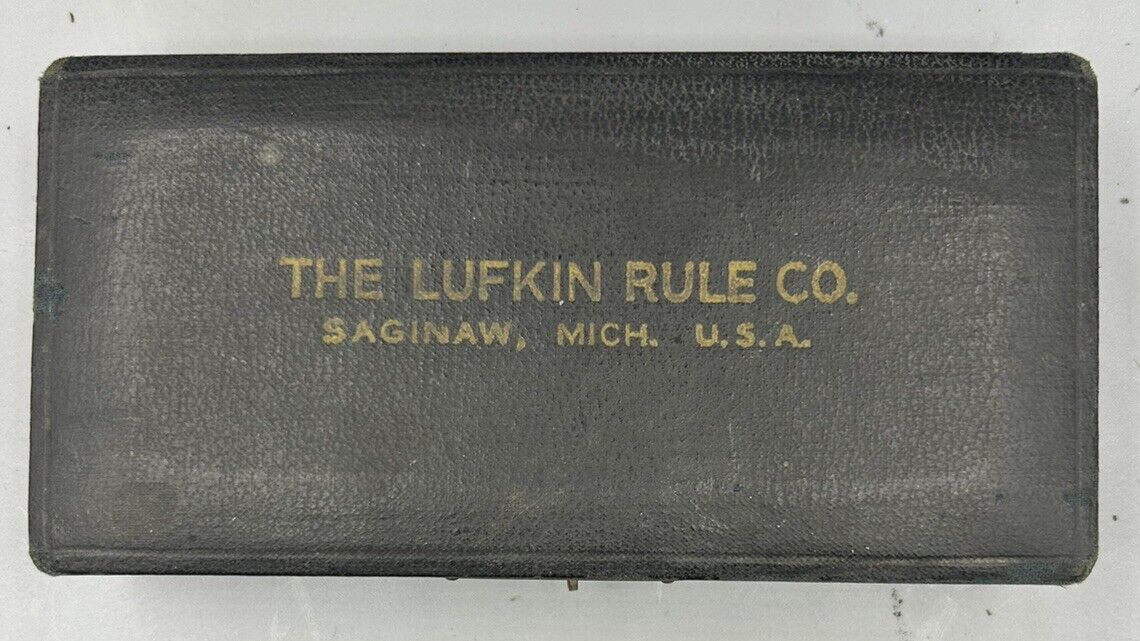 THE LUFKIN RULE CO.
SAGINAW, MICH. U.S.A.